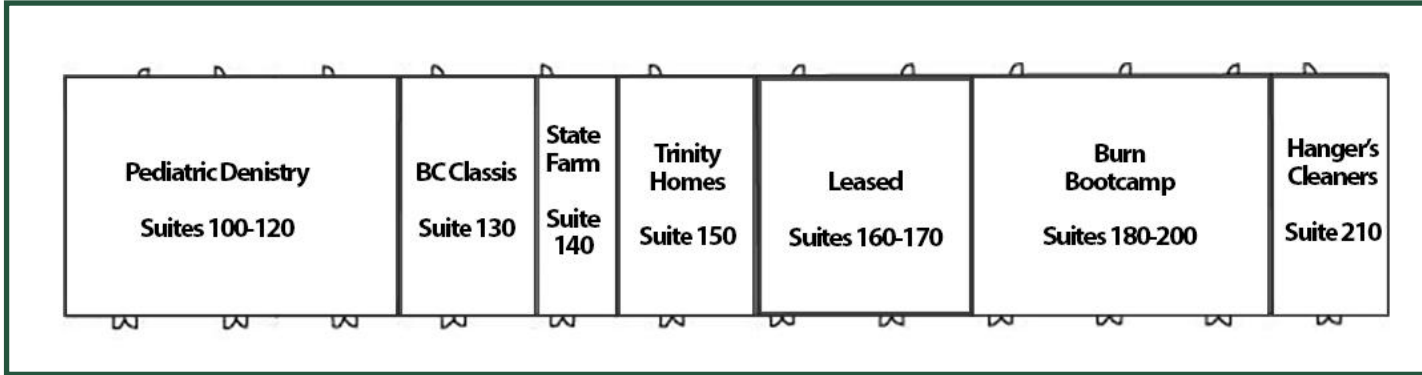 Pediatric Denistry
Suites 100-120
BC Classis
Suite 130
State
Farm
Suite
140
Trinity
Homes
Suite 150
Leased
Suites 160-170
Burn
Bootcamp
Suites 180-200
Hanger's
Cleaners
Suite 210